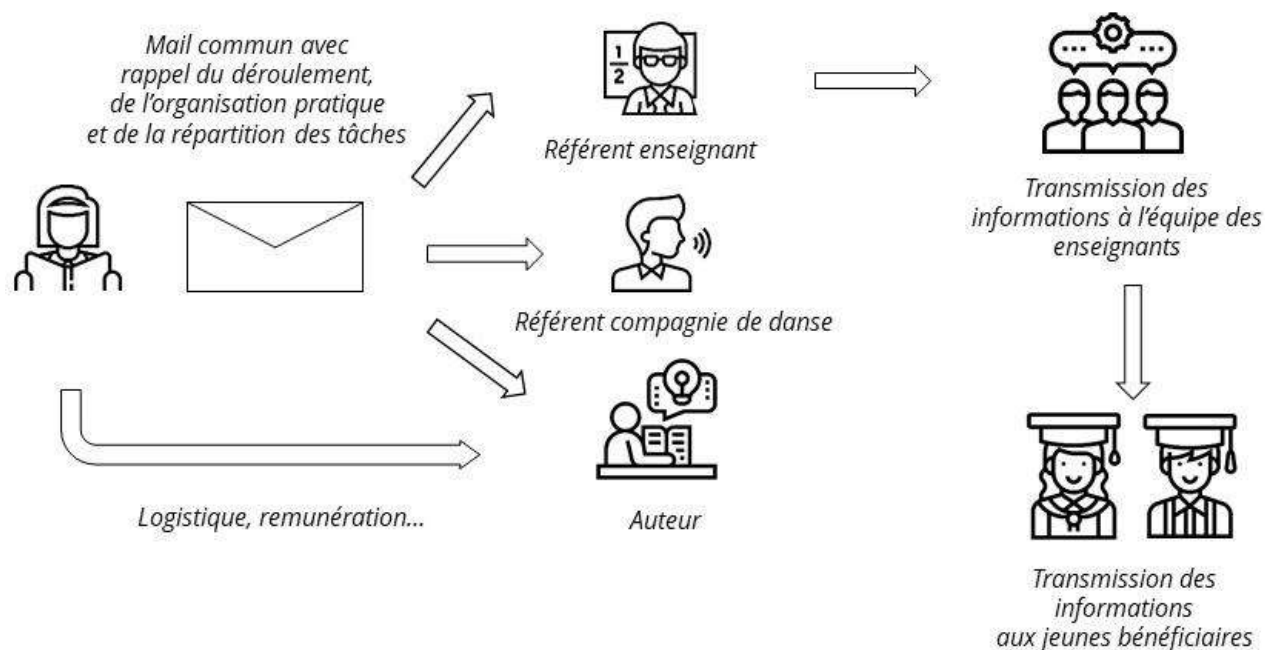 Mail commun avec
rappel du déroulement,
de l'organisation pratique
et de la répartition des tâches
1
2
Référent enseignant
Transmission des
informations à l'équipe des
enseignants
Référent compagnie de danse
Logistique, remunération...
Auteur
Transmission des
informations
aux jeunes bénéficiaires